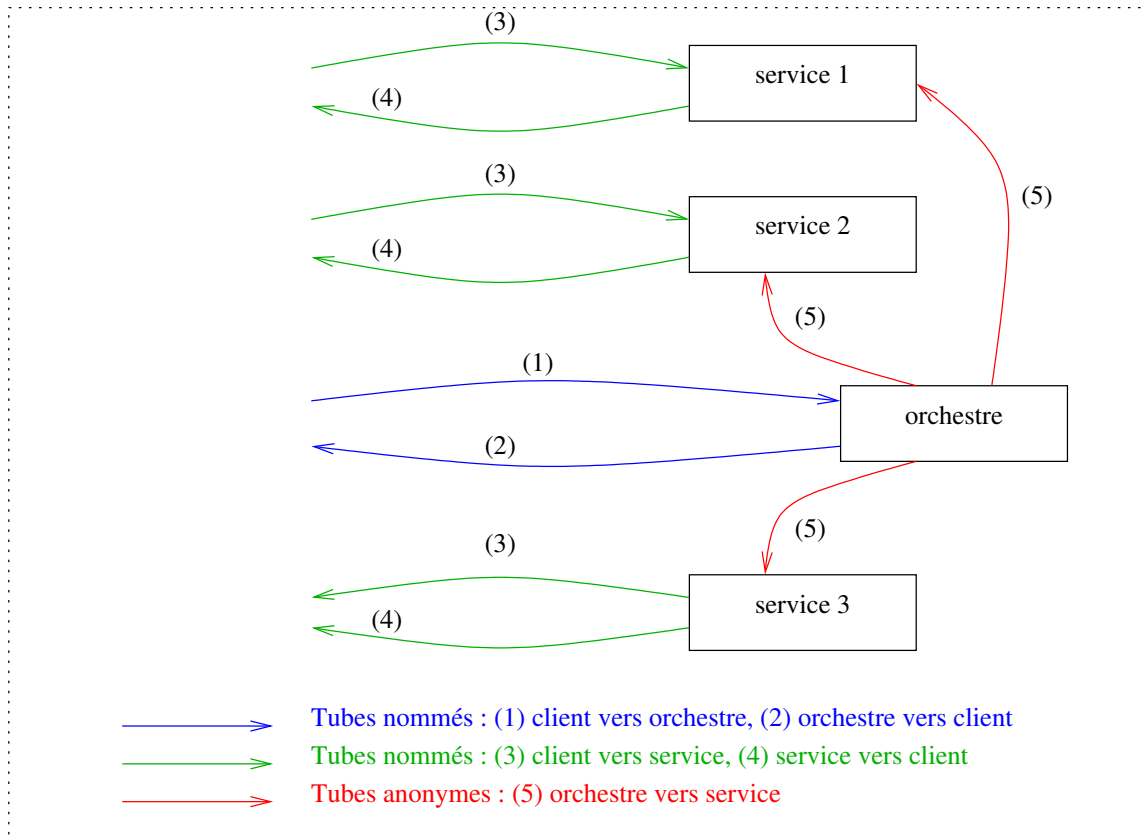 (3)
service 1
(4)
(3)
(5)
service 2
(4)
(5)
(1)
orchestre
(2)
(5)
(3)
service 3
(4)
Tubes nommés : (1) client vers orchestre, (2) orchestre vers client
Tubes nommés : (3) client vers service, (4) service vers client
Tubes anonymes : (5) orchestre vers service